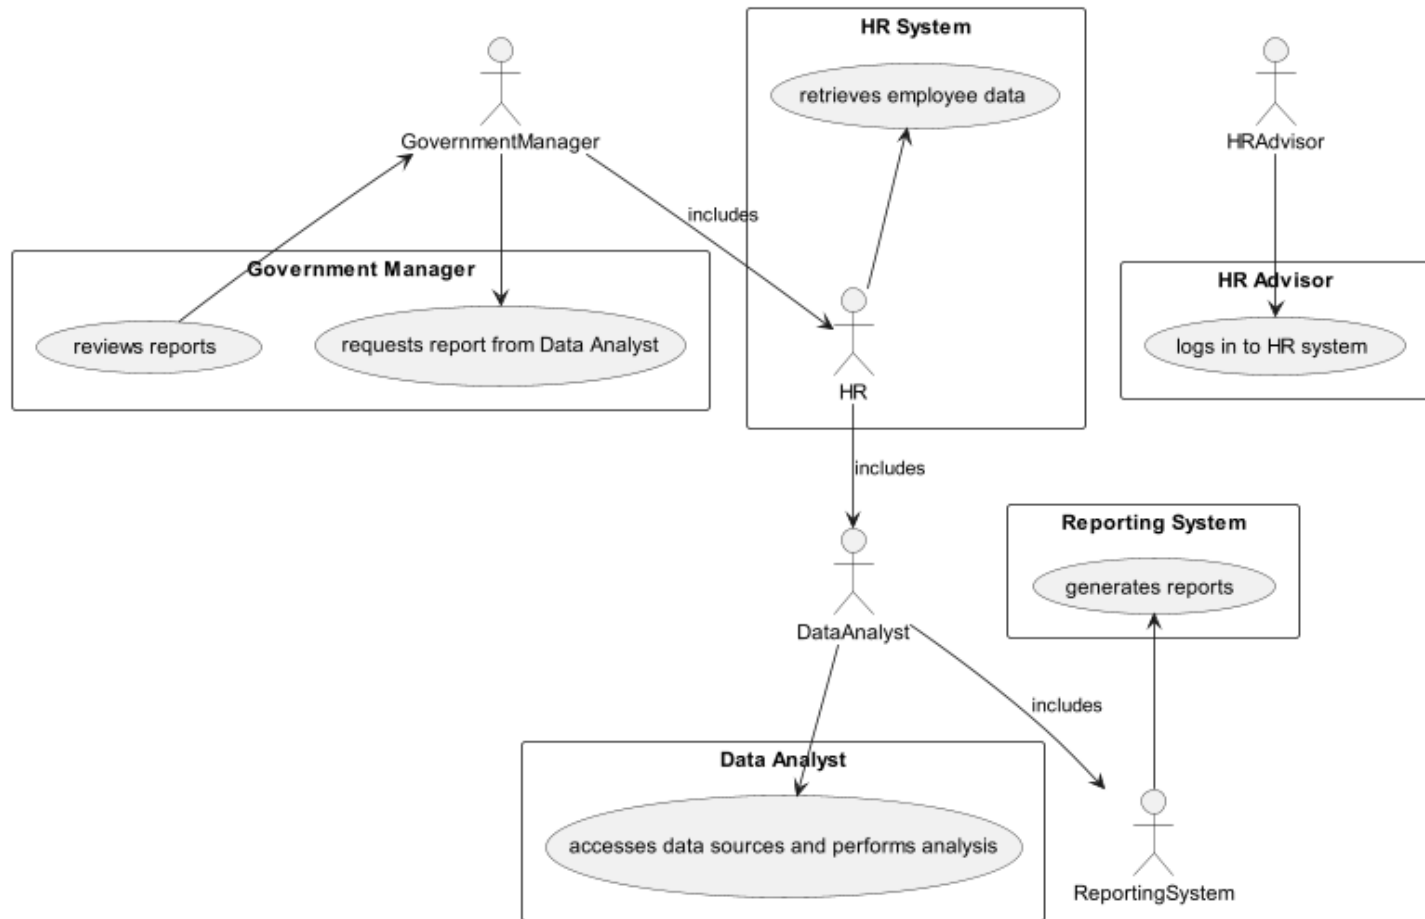 HR System
retrieves employee data
GovernmentManager
HRAdvisor
includes
Government Manager
reviews reports
requests report from Data Analyst
HR
HR Advisor
logs in to HR system
includes
Reporting System
generates reports
DataAnalyst
includes
Data Analyst
accesses data sources and performs analysis
ReportingSystem